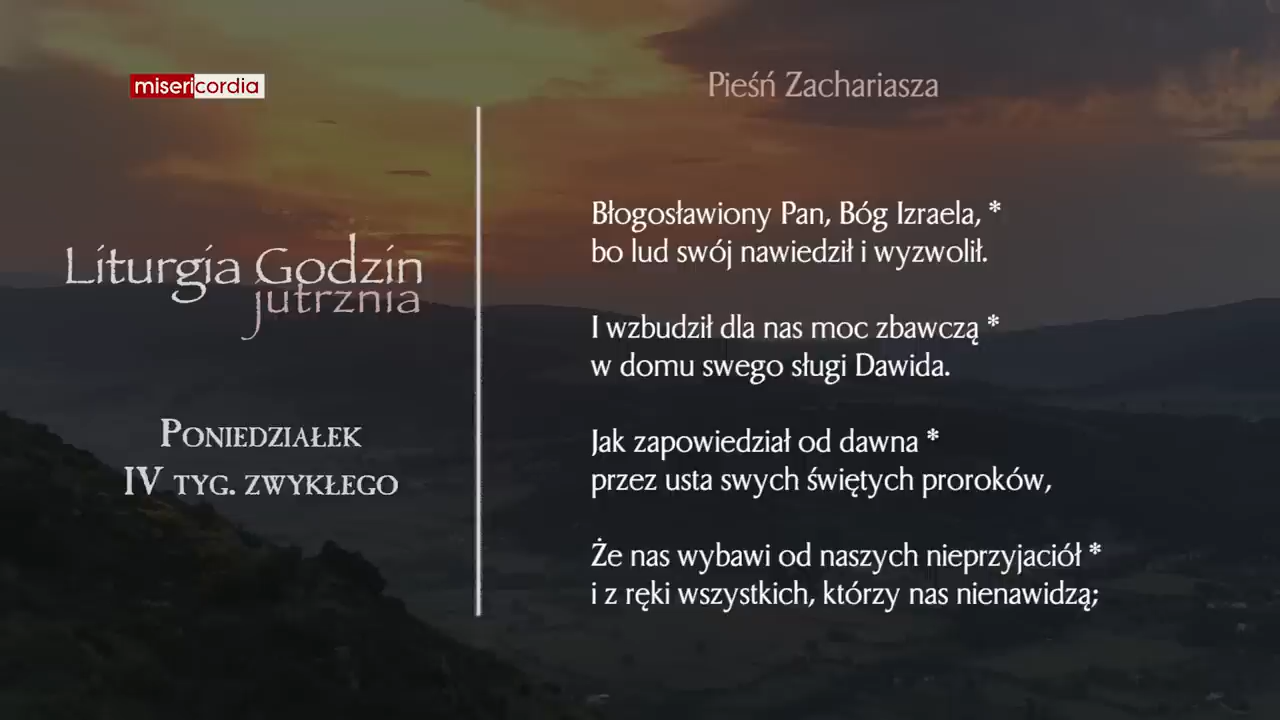 misericordia
Liturgia Godzin
jutrznia
Poniedziałek
IV tyg. zwykłego
Pieśń Zachariasza
Błogosławiony Pan, Bóg Izraela, *
bo lud swój nawiedził i wyzwolił.
I wzbudził dla nas moc zbawczą *
w domu swego sługi Dawida.
Jak zapowiedział od dawna *
przez usta swych świętych proroków,
Że nas wybawi od naszych nieprzyjaciół *
i z ręki wszystkich, którzy nas nienawidzą;